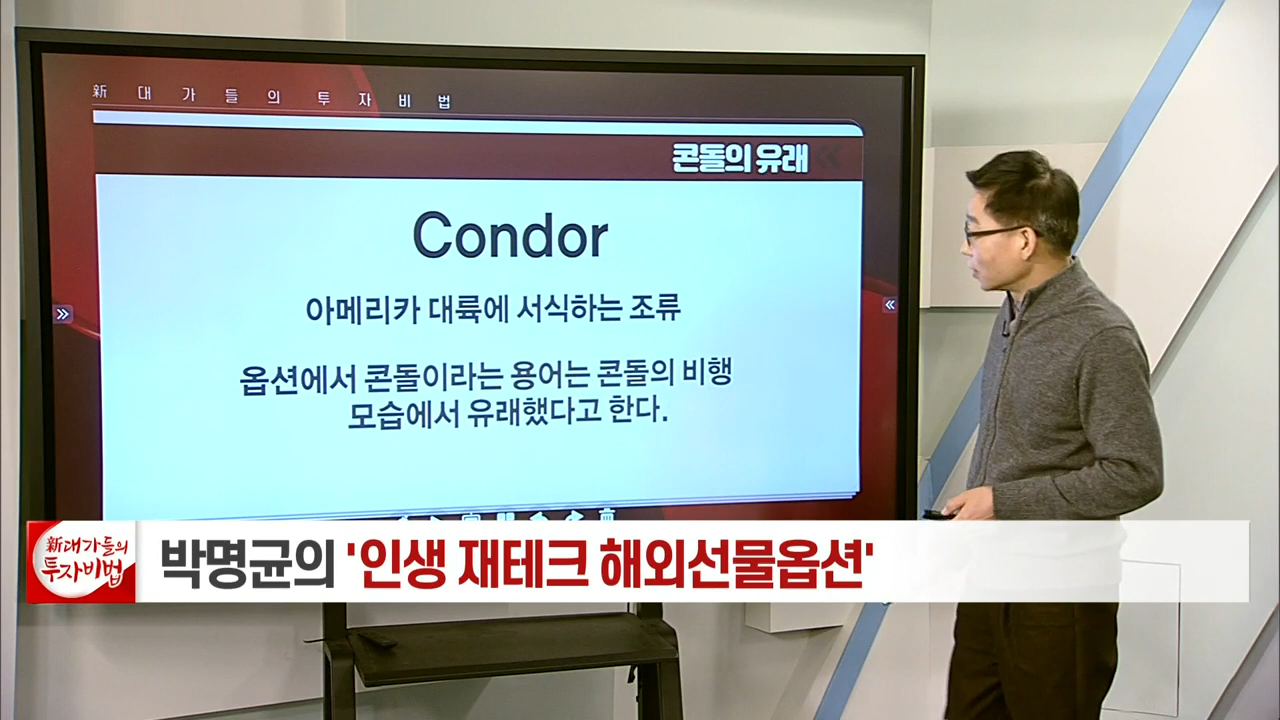 新 대 가 들 의 투 자 비 법
콘돌의 유래
Condor
아메리카 대륙에 서식하는 조류
옵션에서 콘돌이라는 용어는 콘돌의 비행
모습에서 유래했다고 한다.
新대가들의
투자비법
박명균의 '인생 재테크 해외선물옵션'